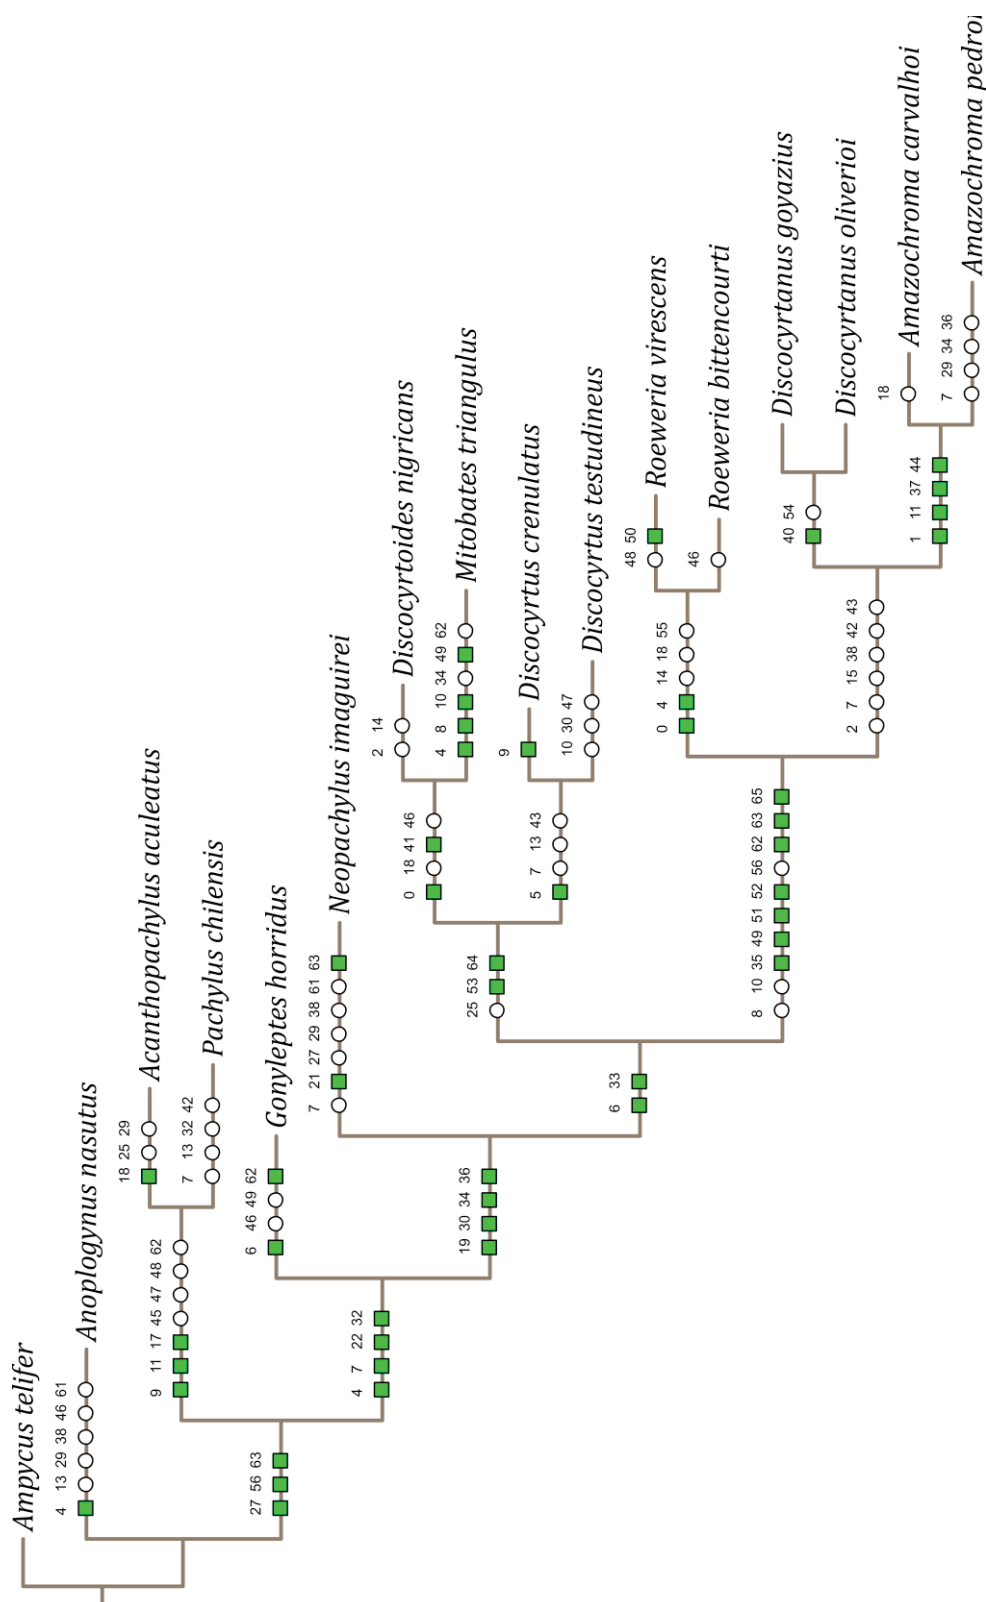 Ampycus telifer
4 13 29 38 46 61
Anoplogynus nasutus
27 56 63
9 11 17 45 47 48 62
18 25 29
Acanthopachylus aculeatus
7 13 32 42
Pachylus chilensis
4 7 22 32
6 46 49 62
Gonyleptes horridus
19 30 34 36
7 21 27 29 38 61 63
Neopachylus imaguirei
6 33
25 53 64
0 18 41 46
2 14
Discocyrtoides nigricans
4 8 10 34 49 62
Mitobates triangulus
5 7 13 43
9
Discocyrtus crenulatus
10 30 47
Discocyrtus testudineus
8 10 35 49 51 52 56 62 63 65
0 4 14 18 55
48 50
Roeweria virescens
46
Roeweria bittencourti
2 7 15 38 42 43
40 54
Discocyrtanus goyazius
Discocyrtanus oliverioi
1 11 37 44
18
Amazochroma carvalhoi
7 29 34 36
Amazochroma